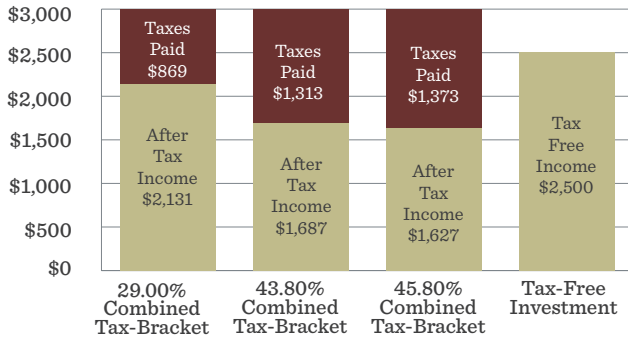 $3,000
$2,500
$2,000
$1,500
$1,000
$500
$0
Taxes
Paid
$869
After
Tax
Income
$2,131
Taxes
Paid
$1,313
After
Tax
Income
$1,687
Taxes
Paid
$1,373
After
Tax
Income
$1,627
Tax
Free
Income
$2,500
29.00%
Combined
Tax-Bracket
43.80%
Combined
Tax-Bracket
45.80%
Combined
Tax-Bracket
Tax-Free
Investment